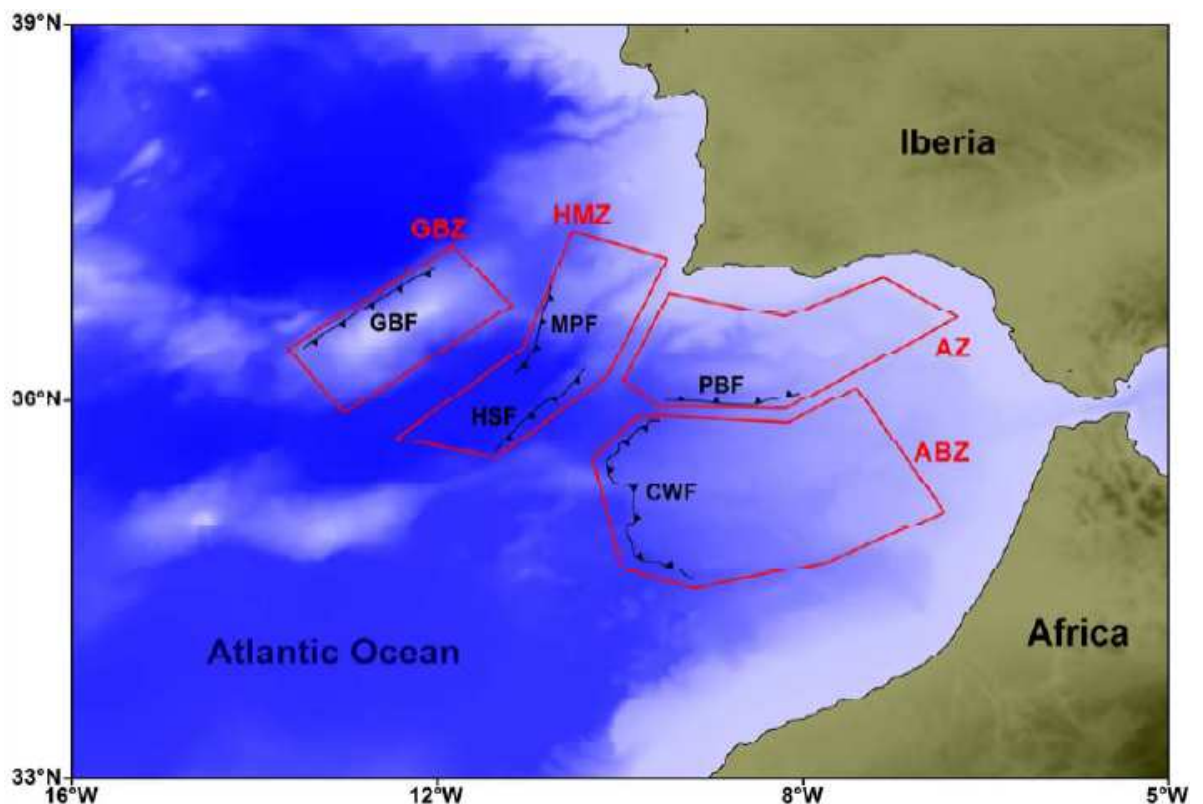 39°N
Iberia
HMZ
GBZ
GBF
MPF
AZ
PBF
36°N
HSF
ABZ
CWF
Africa
Atlantic Ocean
33°N
16°W
12°W
8°W
5°W